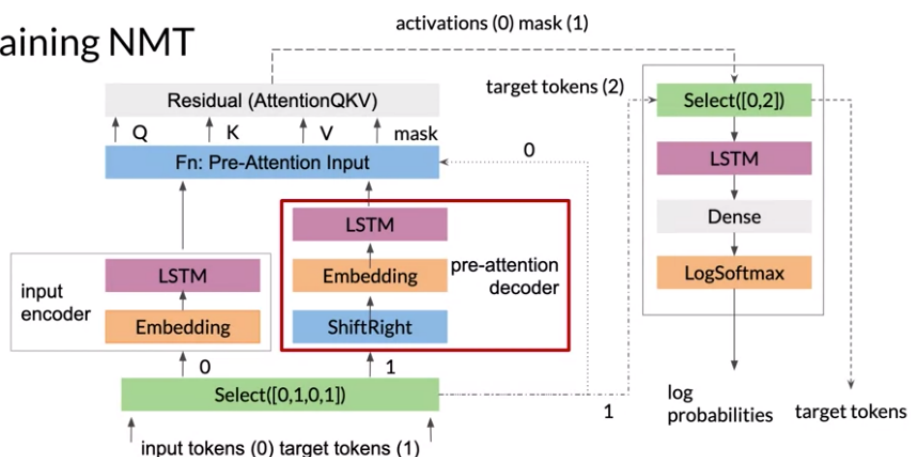 aining NMT
activations (0) mask (1)
Residual (AttentionQKV)
target tokens (2)
Select([0,2])
Q K V mask
0
Fn: Pre-Attention Input
LSTM
LSTM
Dense
LSTM
Embedding
pre-attention
decoder
LogSoftmax
input
encoder
Embedding
ShiftRight
0 1
Select([0,1,0,1])
1
log
probabilities
target tokens
input tokens (0) target tokens (1)